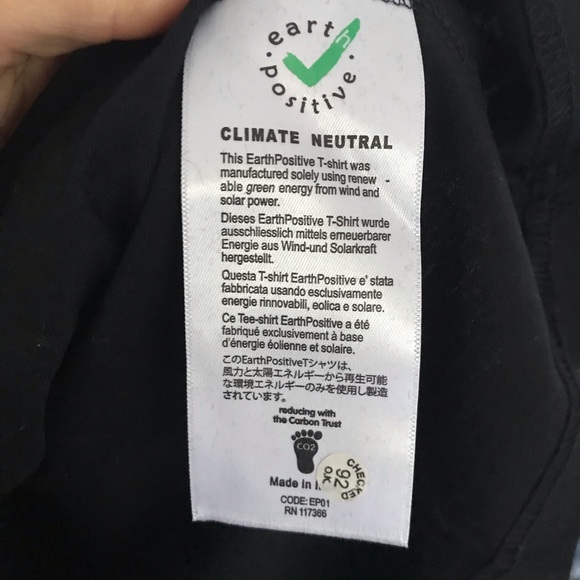 earth
positive
CLIMATE NEUTRAL
This EarthPositive T-shirt was
manufactured solely using renew -
able green energy from wind and
solar power.
Dieses EarthPositive T-Shirt wurde
ausschliesslich mittels erneuerbarer
Energie aus Wind-und Solarkraft
hergestellt.
Questa T-shirt EarthPositive e' stata
fabbricata usando esclusivamente
energie rinnovabili, eolica e solare.
Ce Tee-shirt EarthPositive a été
fabriqué exclusivement à base
d'énergie éolienne et solaire.
このEarthPositiveTシャツは、
風力と太陽エネルギーから再生可能
な環境エネルギーのみを使用し製造
されています。
reducing with
the Carbon Trust
CO2
Made in
CHECKED
92
O.K
CODE: EP01
RN 117366